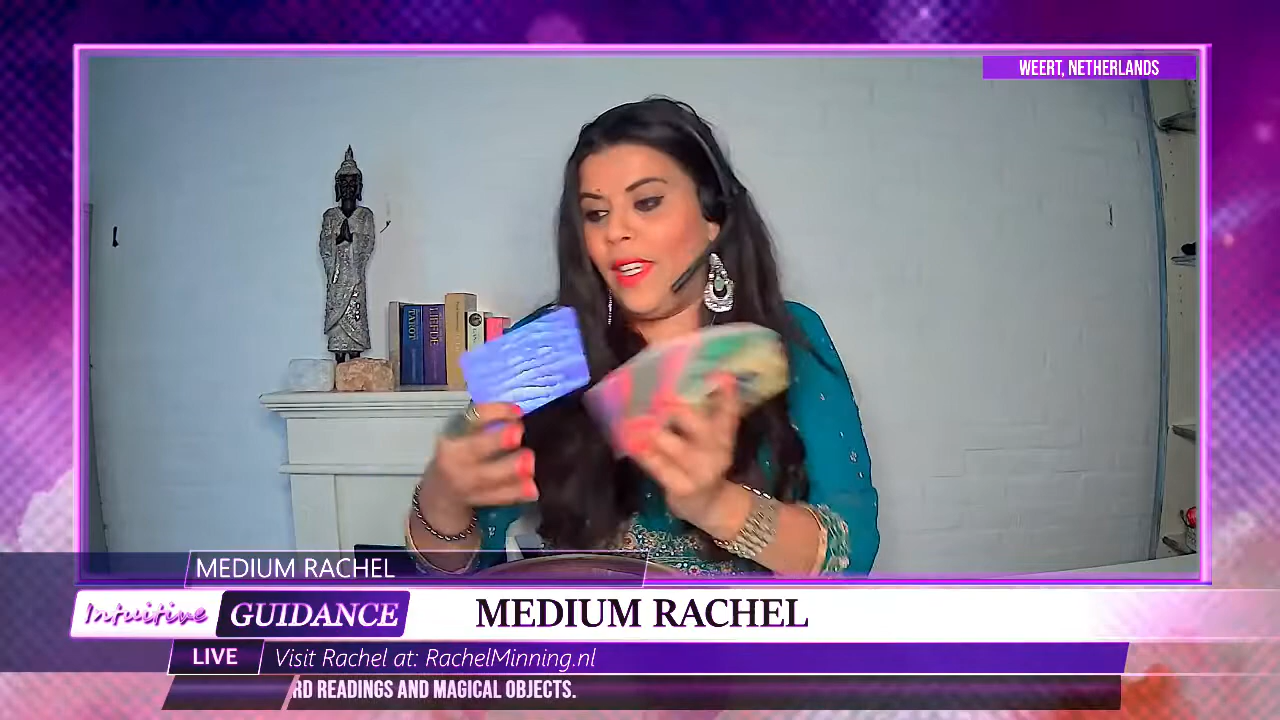 WEERT, NETHERLANDS
TAROT
LIEFDE
MEDIUM RACHEL
Intuitive GUIDANCE
MEDIUM RACHEL
LIVE
Visit Rachel at: RachelMinning.nl
RD READINGS AND MAGICAL OBJECTS.